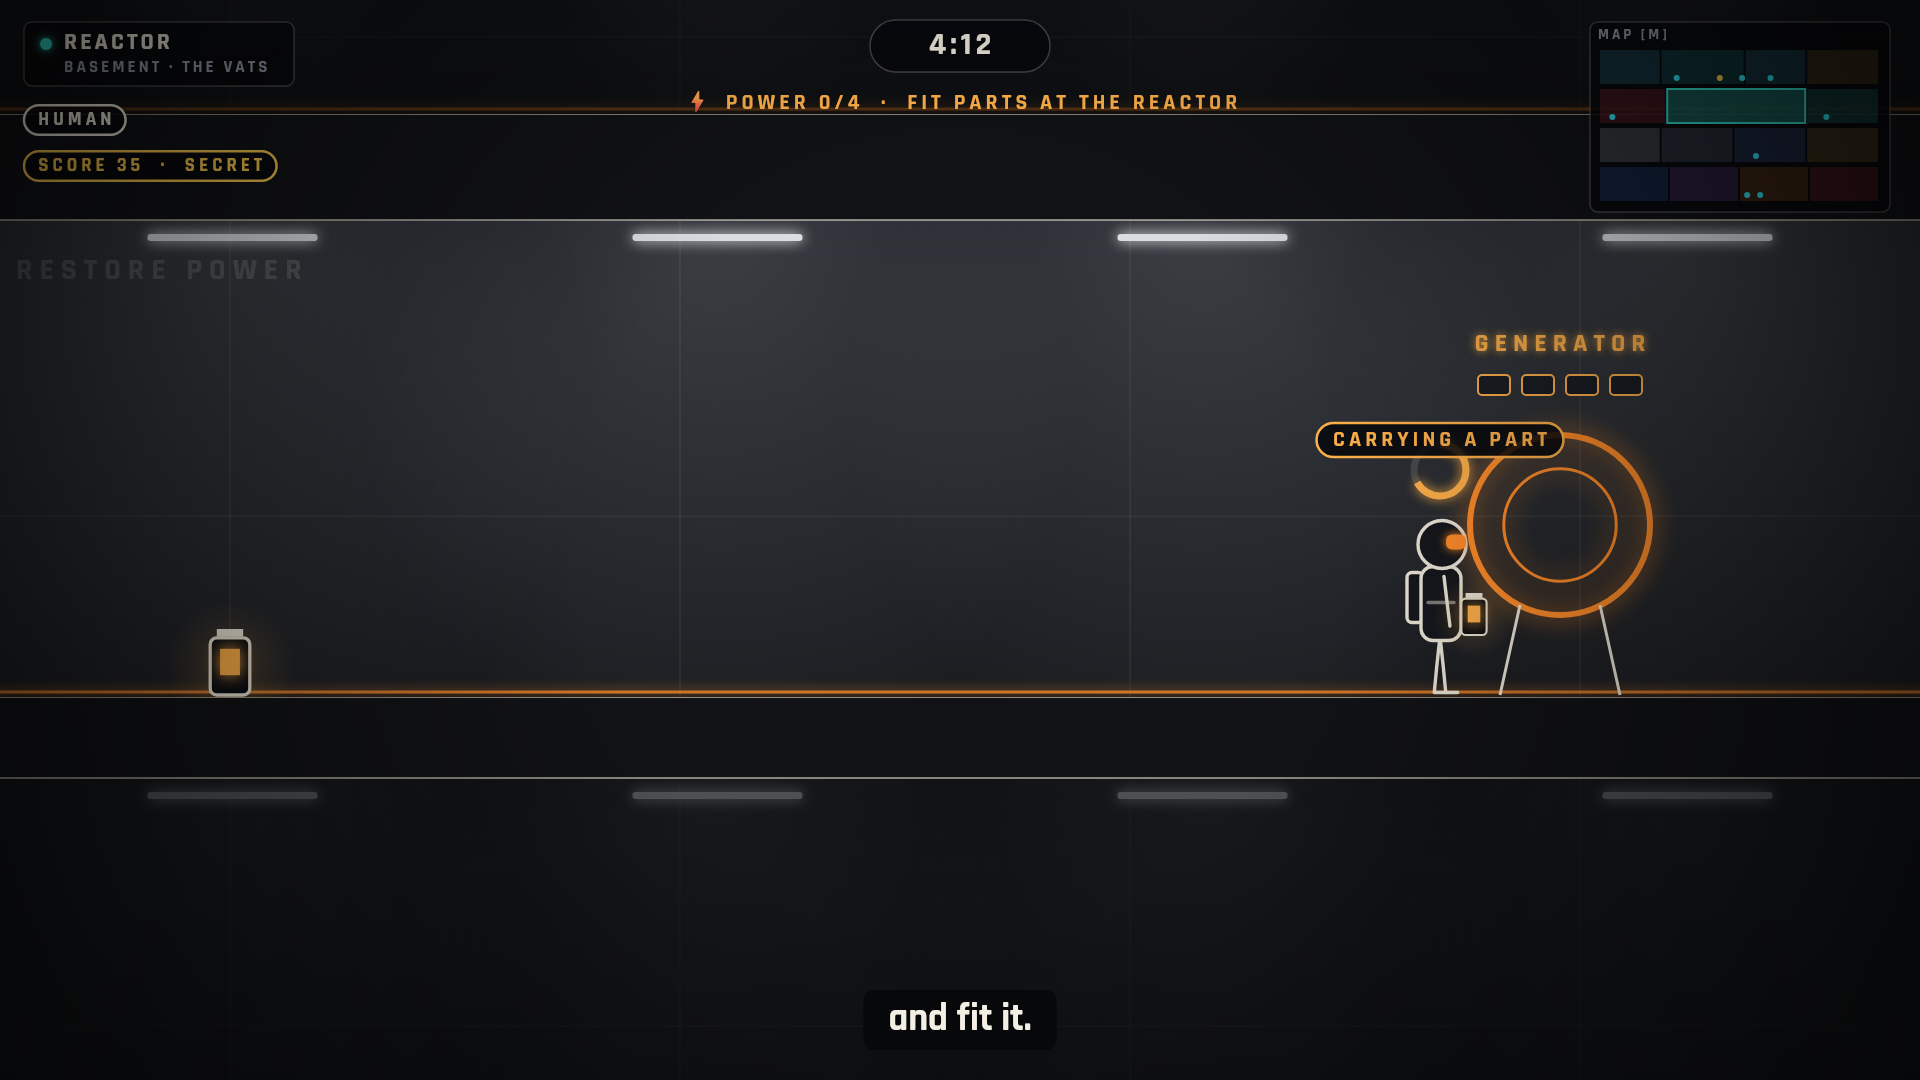 REACTOR
BASEMENT · THE VATS
HUMAN
SCORE 35 · SECRET
4:12
POWER 0/4 · FIT PARTS AT THE REACTOR
MAP [M]
RESTORE POWER
GENERATOR
CARRYING A PART
and fit it.